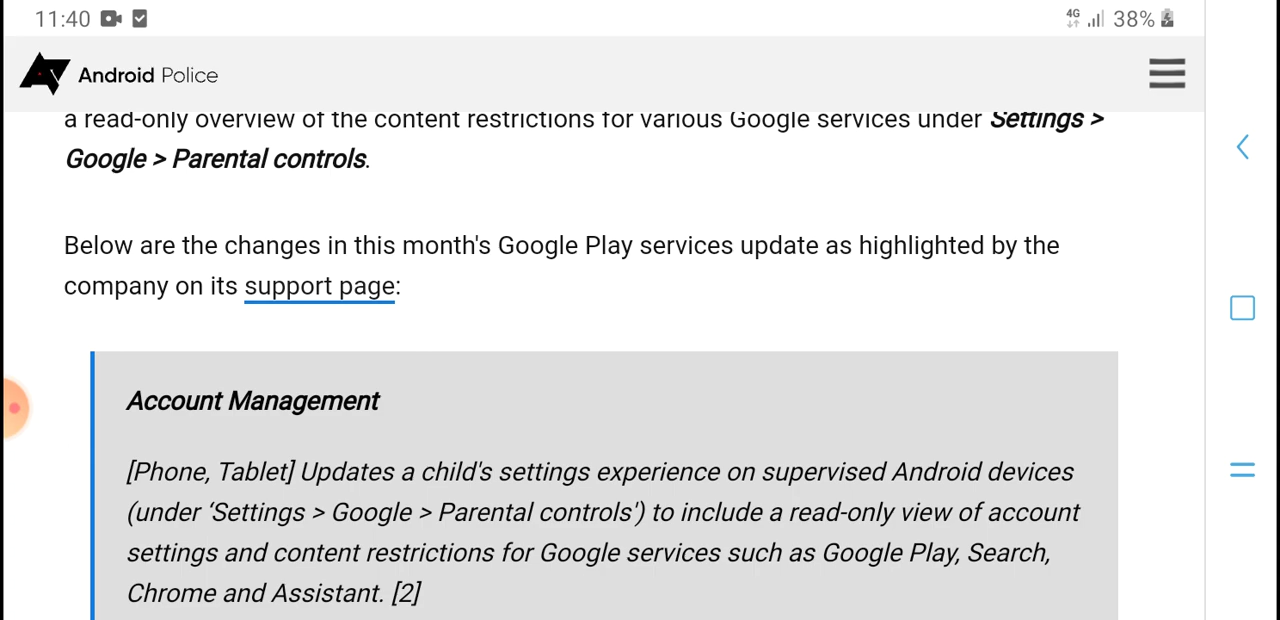 11:40
4G 38%
Android Police
a read-only overview of the content restrictions for various Google services under Settings >
Google > Parental controls.
Below are the changes in this month's Google Play services update as highlighted by the
company on its support page:
Account Management
[Phone, Tablet] Updates a child's settings experience on supervised Android devices
(under ‘Settings > Google > Parental controls') to include a read-only view of account
settings and content restrictions for Google services such as Google Play, Search,
Chrome and Assistant. [2]